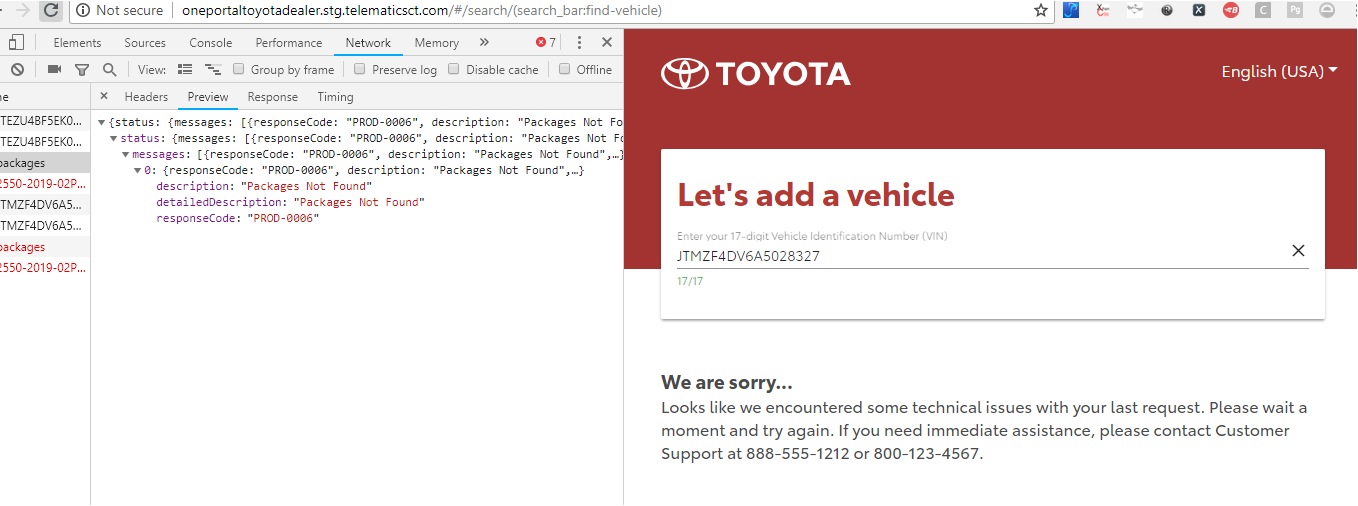 Not secure oneportaltoyotadealer.stg.telematicsct.com/#/search/(search_bar:find-vehicle)
Elements Sources Console Performance Network Memory » 7
View: Group by frame Preserve log Disable cache Offline
me
Headers Preview Response Timing
TEZU4BF5EK0...
TEZU4BF5EK0...
packages
2550-2019-02P...
TMZF4DV6A5...
TMZF4DV6A5...
packages
2550-2019-02P...
{status: {messages: [{responseCode: "PROD-0006", description: "Packages Not Fo
status: {messages: [{responseCode: "PROD-0006", description: "Packages Not Fo
messages: [{responseCode: "PROD-0006", description: "Packages Not Found",…}
0: {responseCode: "PROD-0006", description: "Packages Not Found",…}
description: "Packages Not Found"
detailedDescription: "Packages Not Found"
responseCode: "PROD-0006"
TOYOTA
English (USA)
Let's add a vehicle
Enter your 17-digit Vehicle Identification Number (VIN)
JTMZF4DV6A5028327
17/17
We are sorry...
Looks like we encountered some technical issues with your last request. Please wait a
moment and try again. If you need immediate assistance, please contact Customer
Support at 888-555-1212 or 800-123-4567.